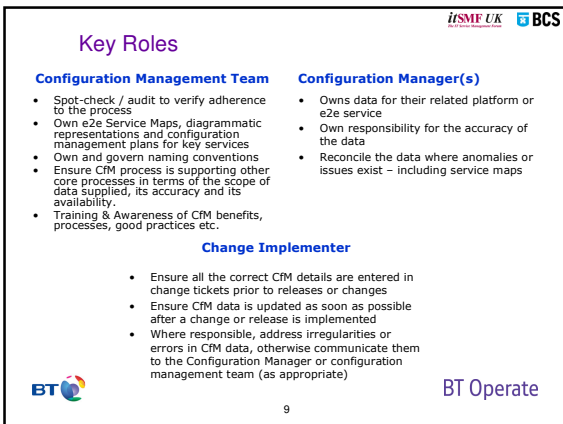 itSMF UK
The IT Service Management Forum
BCS
Key Roles
Configuration Management Team
• Spot-check / audit to verify adherence
to the process
• Own e2e Service Maps, diagrammatic
representations and configuration
management plans for key services
• Own and govern naming conventions
• Ensure CfM process is supporting other
core processes in terms of the scope of
data supplied, its accuracy and its
availability.
• Training & Awareness of CfM benefits,
processes, good practices etc.
Configuration Manager(s)
• Owns data for their related platform or
e2e service
• Own responsibility for the accuracy of
the data
• Reconcile the data where anomalies or
issues exist – including service maps
Change Implementer
• Ensure all the correct CfM details are entered in
change tickets prior to releases or changes
• Ensure CfM data is updated as soon as possible
after a change or release is implemented
• Where responsible, address irregularities or
errors in CfM data, otherwise communicate them
to the Configuration Manager or configuration
management team (as appropriate)
BT
BT Operate
9